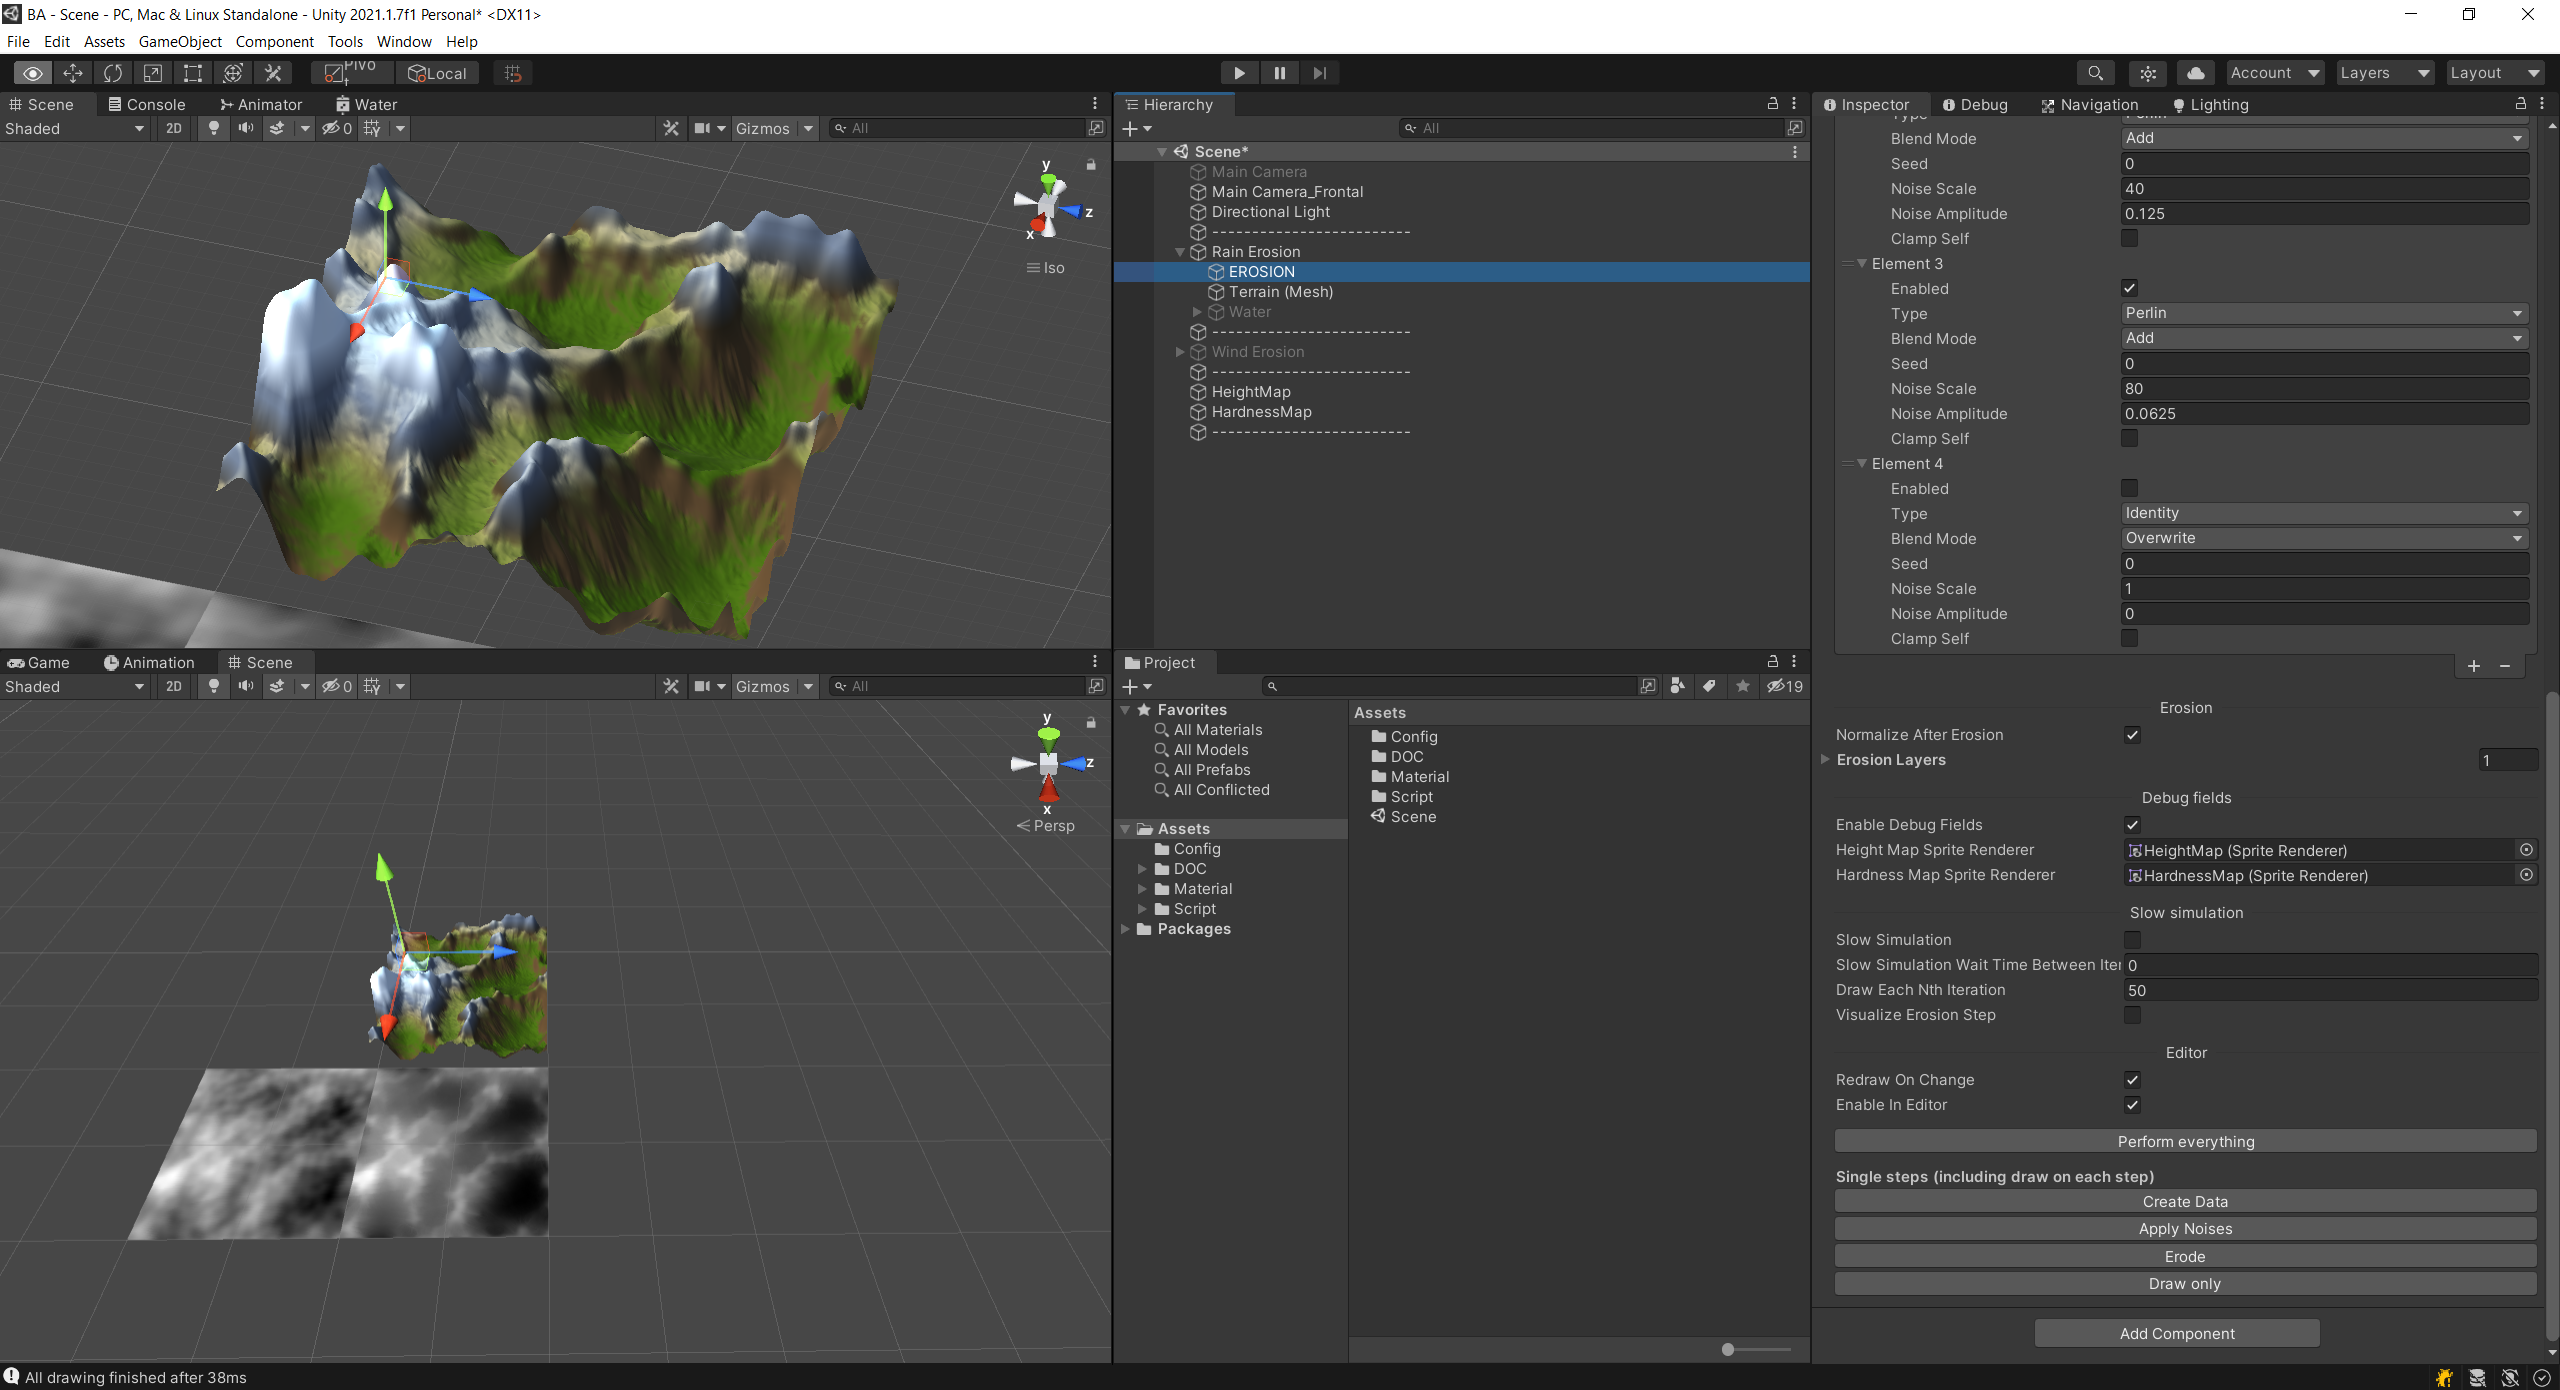 BA - Scene - PC, Mac & Linux Standalone - Unity 2021.1.7f1 Personal* <DX11>
File Edit Assets GameObject Component Tools Window Help
Pivot Local Account Layers Layout
Scene Console Animator Water
Shaded 2D 0 Gizmos All
y
z
x
Iso
Game Animation Scene
Shaded 2D 0 Gizmos All
y
z
x
Persp
Hierarchy
All
Scene*
Main Camera
Main Camera_Frontal
Directional Light
-------------------------
Rain Erosion
EROSION
Terrain (Mesh)
Water
-------------------------
Wind Erosion
-------------------------
HeightMap
HardnessMap
-------------------------
Project
19
Favorites
All Materials
All Models
All Prefabs
All Conflicted
Assets
Config
DOC
Material
Script
Packages
Assets
Config
DOC
Material
Script
Scene
Inspector Debug Navigation Lighting
Type Perlin
Blend Mode Add
Seed 0
Noise Scale 40
Noise Amplitude 0.125
Clamp Self
Element 3
Enabled
Type Perlin
Blend Mode Add
Seed 0
Noise Scale 80
Noise Amplitude 0.0625
Clamp Self
Element 4
Enabled
Type Identity
Blend Mode Overwrite
Seed 0
Noise Scale 1
Noise Amplitude 0
Clamp Self
+ −
Erosion
Normalize After Erosion
Erosion Layers 1
Debug fields
Enable Debug Fields
Height Map Sprite Renderer HeightMap (Sprite Renderer)
Hardness Map Sprite Renderer HardnessMap (Sprite Renderer)
Slow simulation
Slow Simulation
Slow Simulation Wait Time Between Iter 0
Draw Each Nth Iteration 50
Visualize Erosion Step
Editor
Redraw On Change
Enable In Editor
Perform everything
Single steps (including draw on each step)
Create Data
Apply Noises
Erode
Draw only
Add Component
All drawing finished after 38ms